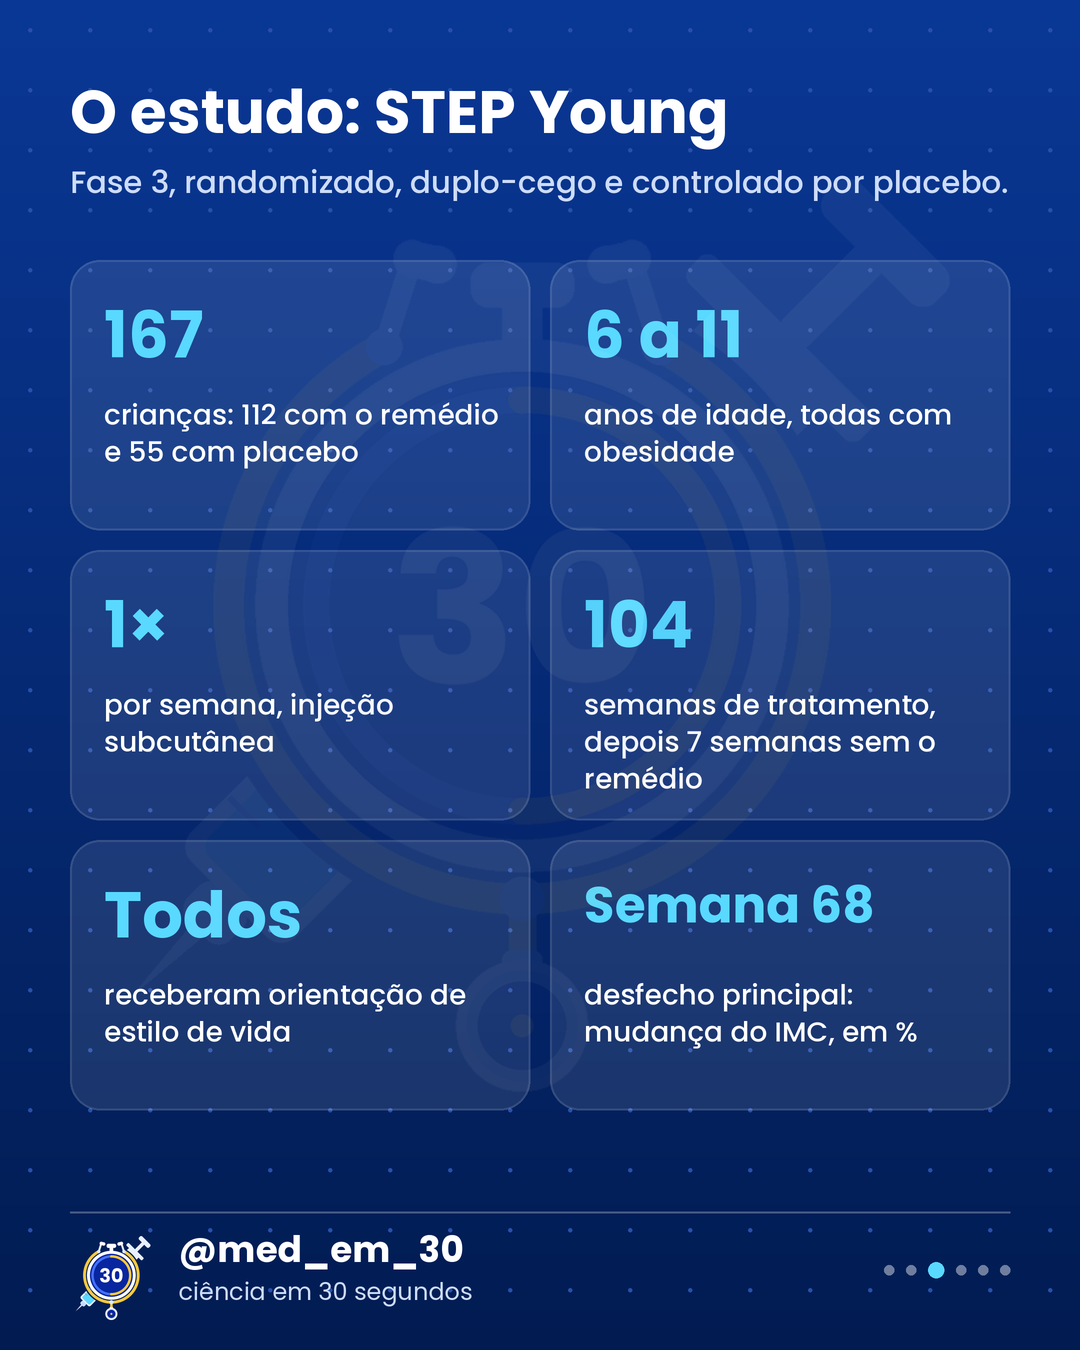 O estudo: STEP Young
Fase 3, randomizado, duplo-cego e controlado por placebo.
167
crianças: 112 com o remédio
e 55 com placebo
6 a 11
anos de idade, todas com
obesidade
1×
por semana, injeção
subcutânea
104
semanas de tratamento,
depois 7 semanas sem o
remédio
Todos
receberam orientação de
estilo de vida
Semana 68
desfecho principal:
mudança do IMC, em %
30
30
@med_em_30
ciência em 30 segundos